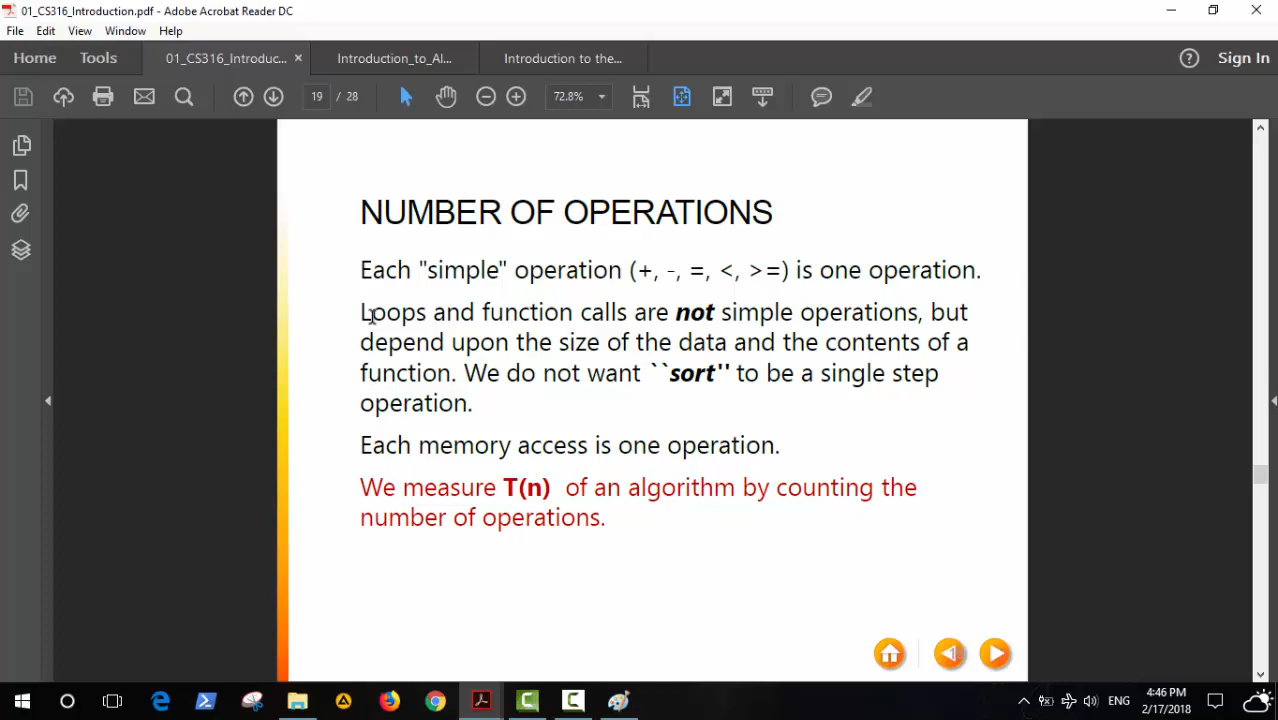 01_CS316_Introduction.pdf - Adobe Acrobat Reader DC
File Edit View Window Help
Home Tools 01_CS316_Introduc... × Introduction_to_Al... Introduction to the... ? Sign In
19 / 28 72.8%
NUMBER OF OPERATIONS
Each "simple" operation (+, -, =, <, >=) is one operation.
Loops and function calls are not simple operations, but
depend upon the size of the data and the contents of a
function. We do not want ``sort'' to be a single step
operation.
Each memory access is one operation.
We measure T(n) of an algorithm by counting the
number of operations.
ENG
4:46 PM
2/17/2018